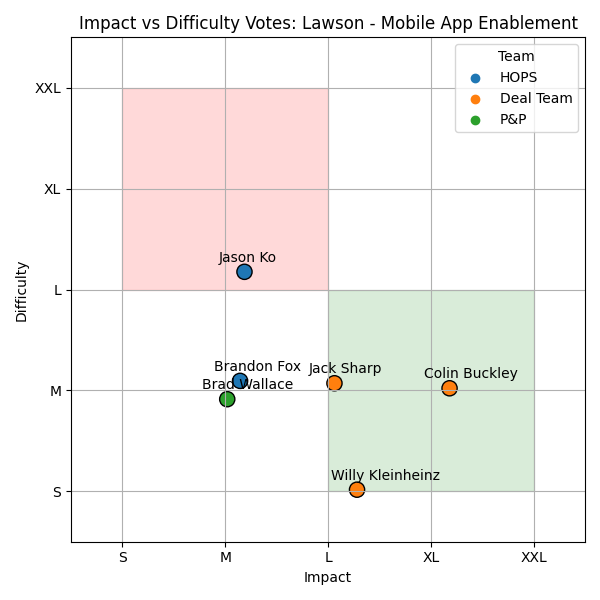 Impact vs Difficulty Votes: Lawson - Mobile App Enablement
Team
HOPS
Deal Team
P&P
XXL
XL
L
M
S
Difficulty
Jason Ko
Brandon Fox
Brad Wallace
Jack Sharp
Colin Buckley
Willy Kleinheinz
S
M
L
XL
XXL
Impact